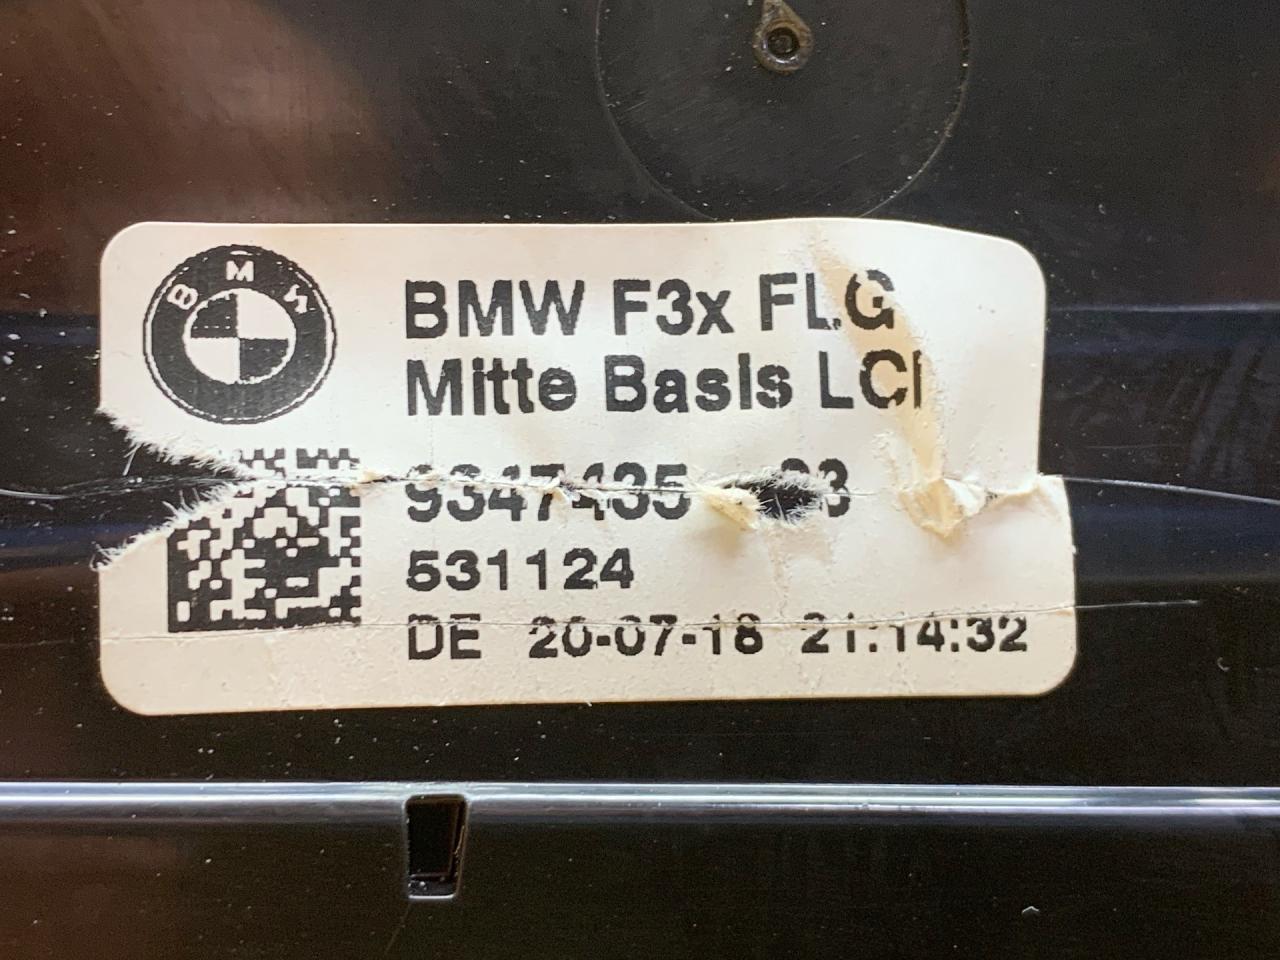 BMW
BMW F3x FLG
Mitte Basis LCI
9347435
531124
DE 20-07-18 21:14:32